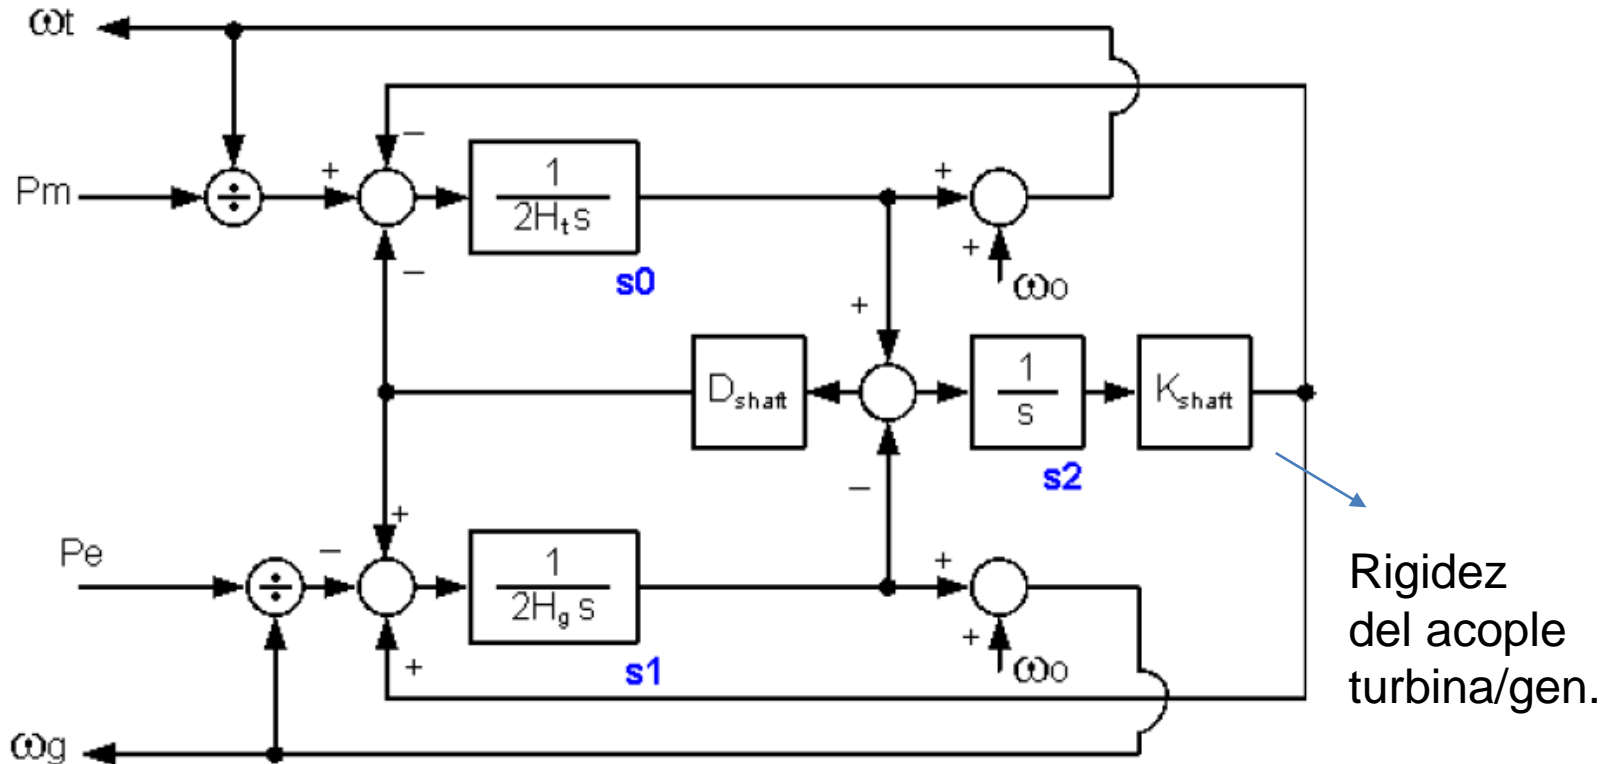 ωt
Pm
÷
+
−
−
1
2Hₜs
s0
+
+
ωo
+
Dshaft
1
s
s2
Kshaft
−
Pe
÷
−
+
+
1
2Hg s
s1
+
+
ωo
ωg
Rigidez
del acople
turbina/gen.